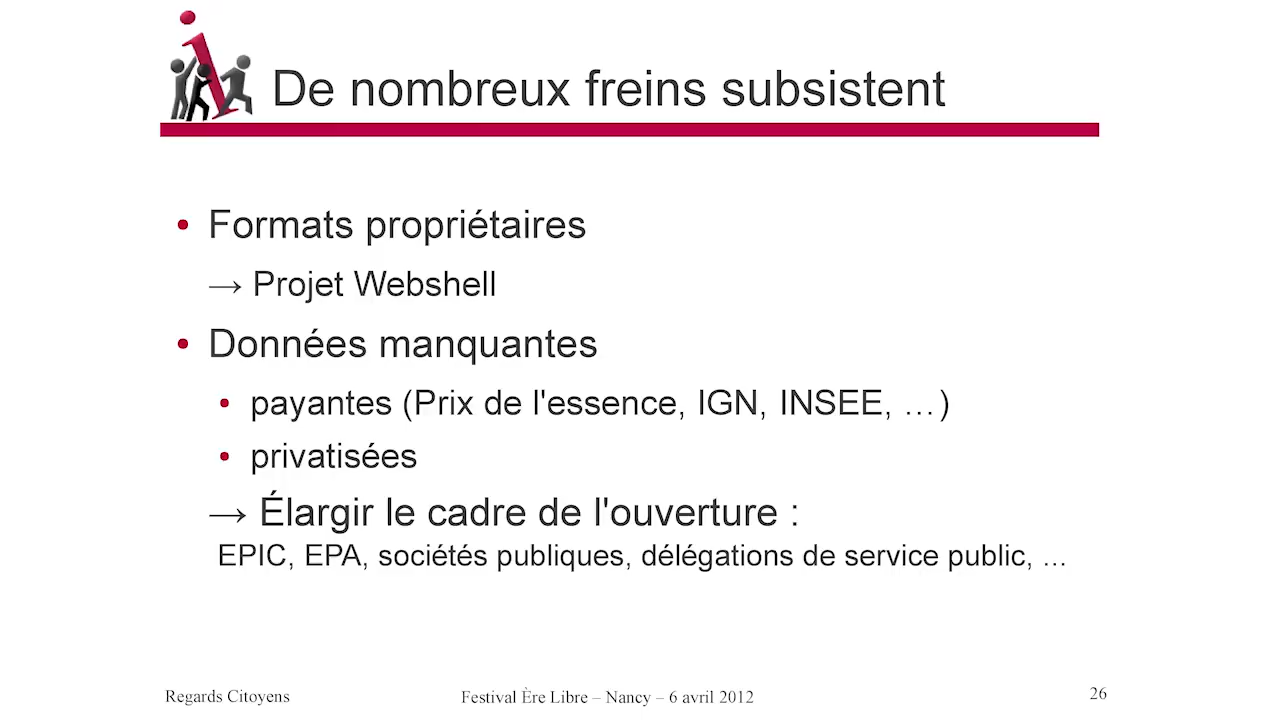 De nombreux freins subsistent
• Formats propriétaires
→ Projet Webshell
• Données manquantes
• payantes (Prix de l'essence, IGN, INSEE, …)
• privatisées
→ Élargir le cadre de l'ouverture :
EPIC, EPA, sociétés publiques, délégations de service public, ...
Regards Citoyens
Festival Ère Libre – Nancy – 6 avril 2012
26